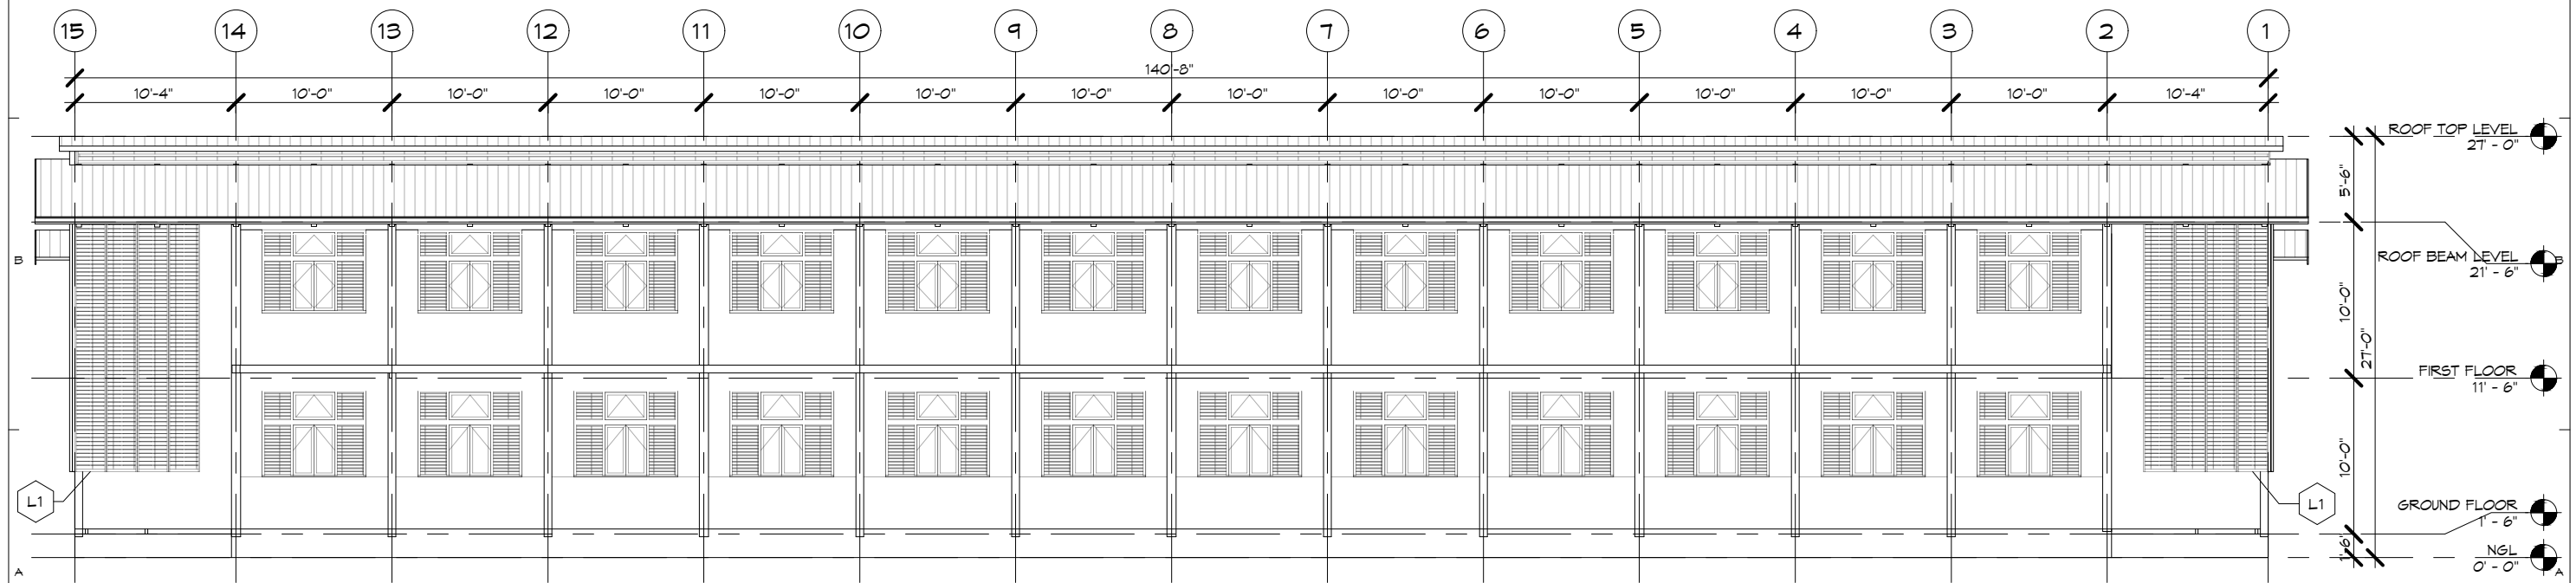 15 14 13 12 11 10 9 8 7 6 5 4 3 2 1
140'-8"
10'-4" 10'-0" 10'-0" 10'-0" 10'-0" 10'-0" 10'-0" 10'-0" 10'-0" 10'-0" 10'-0" 10'-0" 10'-0" 10'-4"
ROOF TOP LEVEL
27' - 0"
5'-6"
ROOF BEAM LEVEL
21' - 6"
B
B
10'-0"
27'-0"
FIRST FLOOR
11' - 6"
10'-0"
L1
L1
GROUND FLOOR
1' - 6"
1'-6"
NGL
0' - 0"
A
A